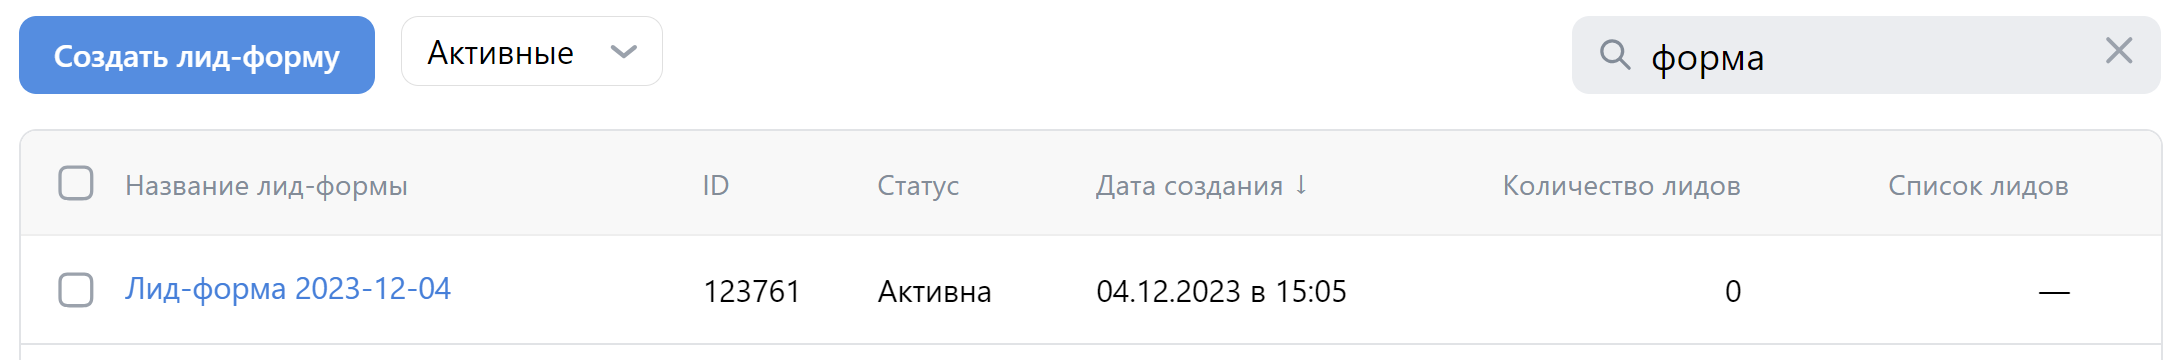 Создать лид-форму Активные форма
Название лид-формы ID Статус Дата создания ↓ Количество лидов Список лидов
Лид-форма 2023-12-04 123761 Активна 04.12.2023 в 15:05 0 —